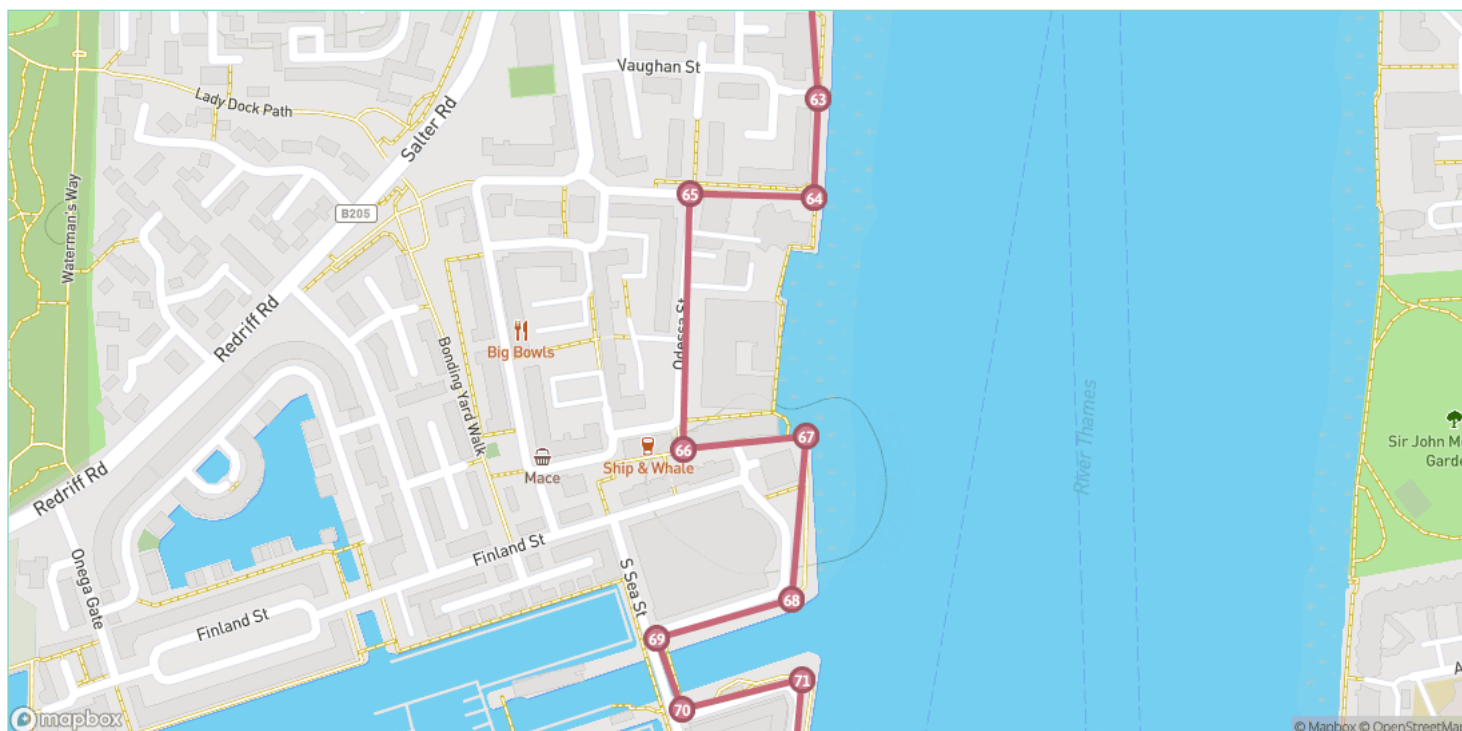 Vaughan St
63
Lady Dock Path
Salter Rd
Waterman's Way
65
64
B205
Redriff Rd
Odessa St
Big Bowls
Bonding Yard Walk
River Thames
67
66
Ship & Whale
Mace
Sir John M
Garde
Redriff Rd
Finland St
Onega Gate
S Sea St
68
Finland St
69
71
70
A
mapbox
© Mapbox © OpenStreetMap